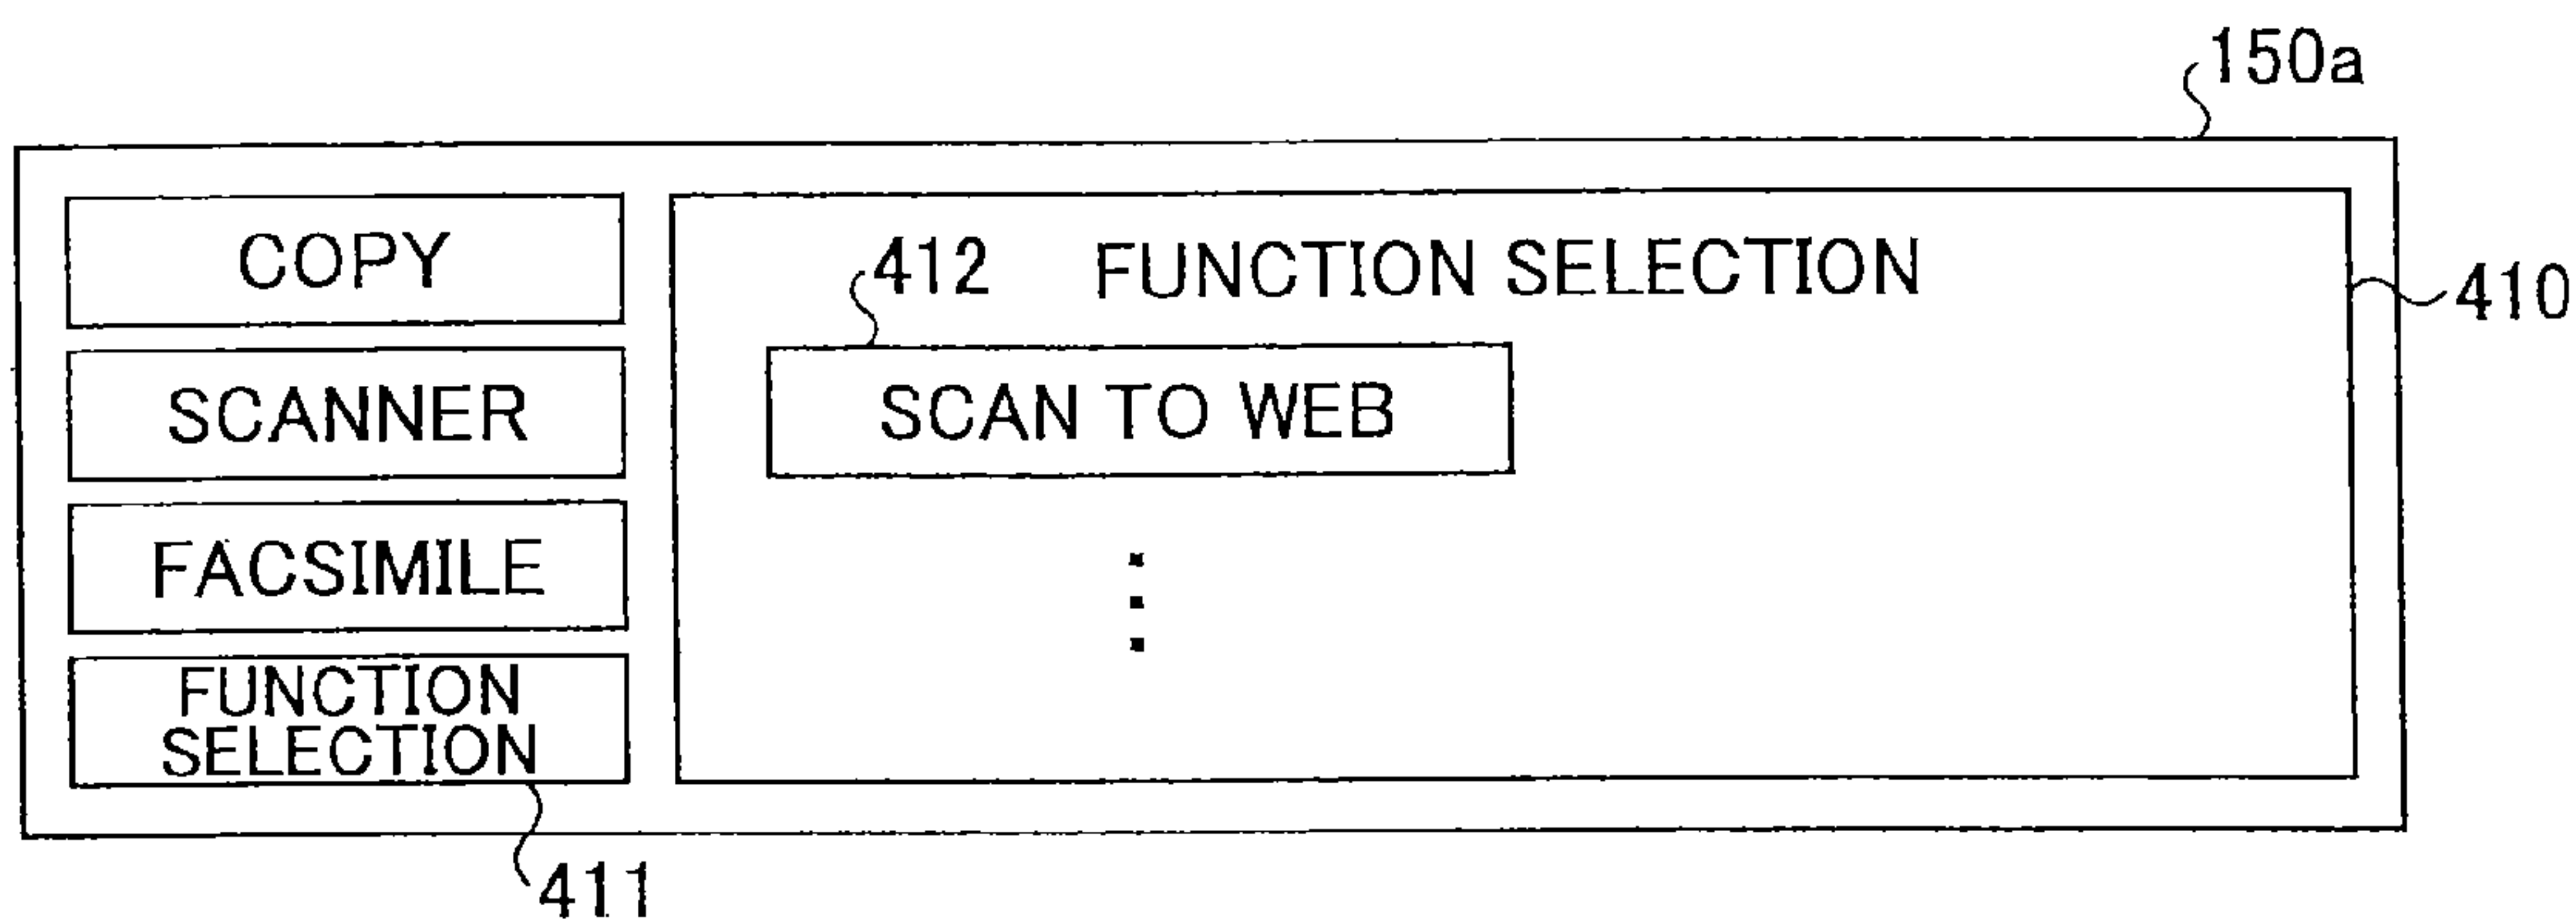 150a
COPY
SCANNER
FACSIMILE
FUNCTION
SELECTION
411
412
FUNCTION SELECTION
410
SCAN TO WEB